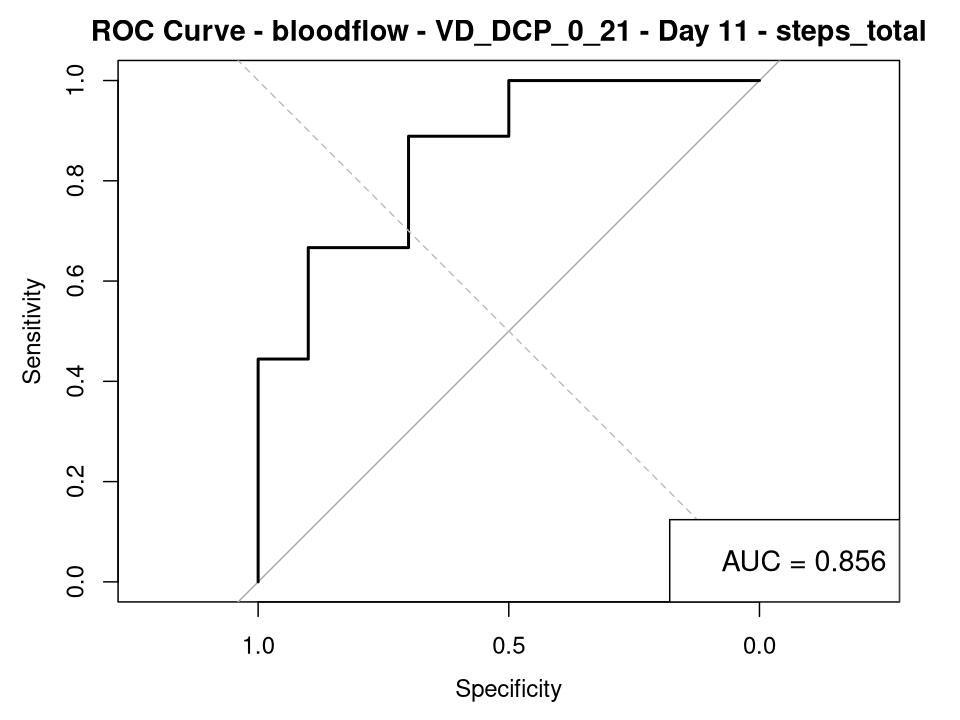 ROC Curve - bloodflow - VD_DCP_0_21 - Day 11 - steps_total
1.0
0.8
0.6
0.4
0.2
0.0
Sensitivity
AUC = 0.856
1.0 0.5 0.0
Specificity